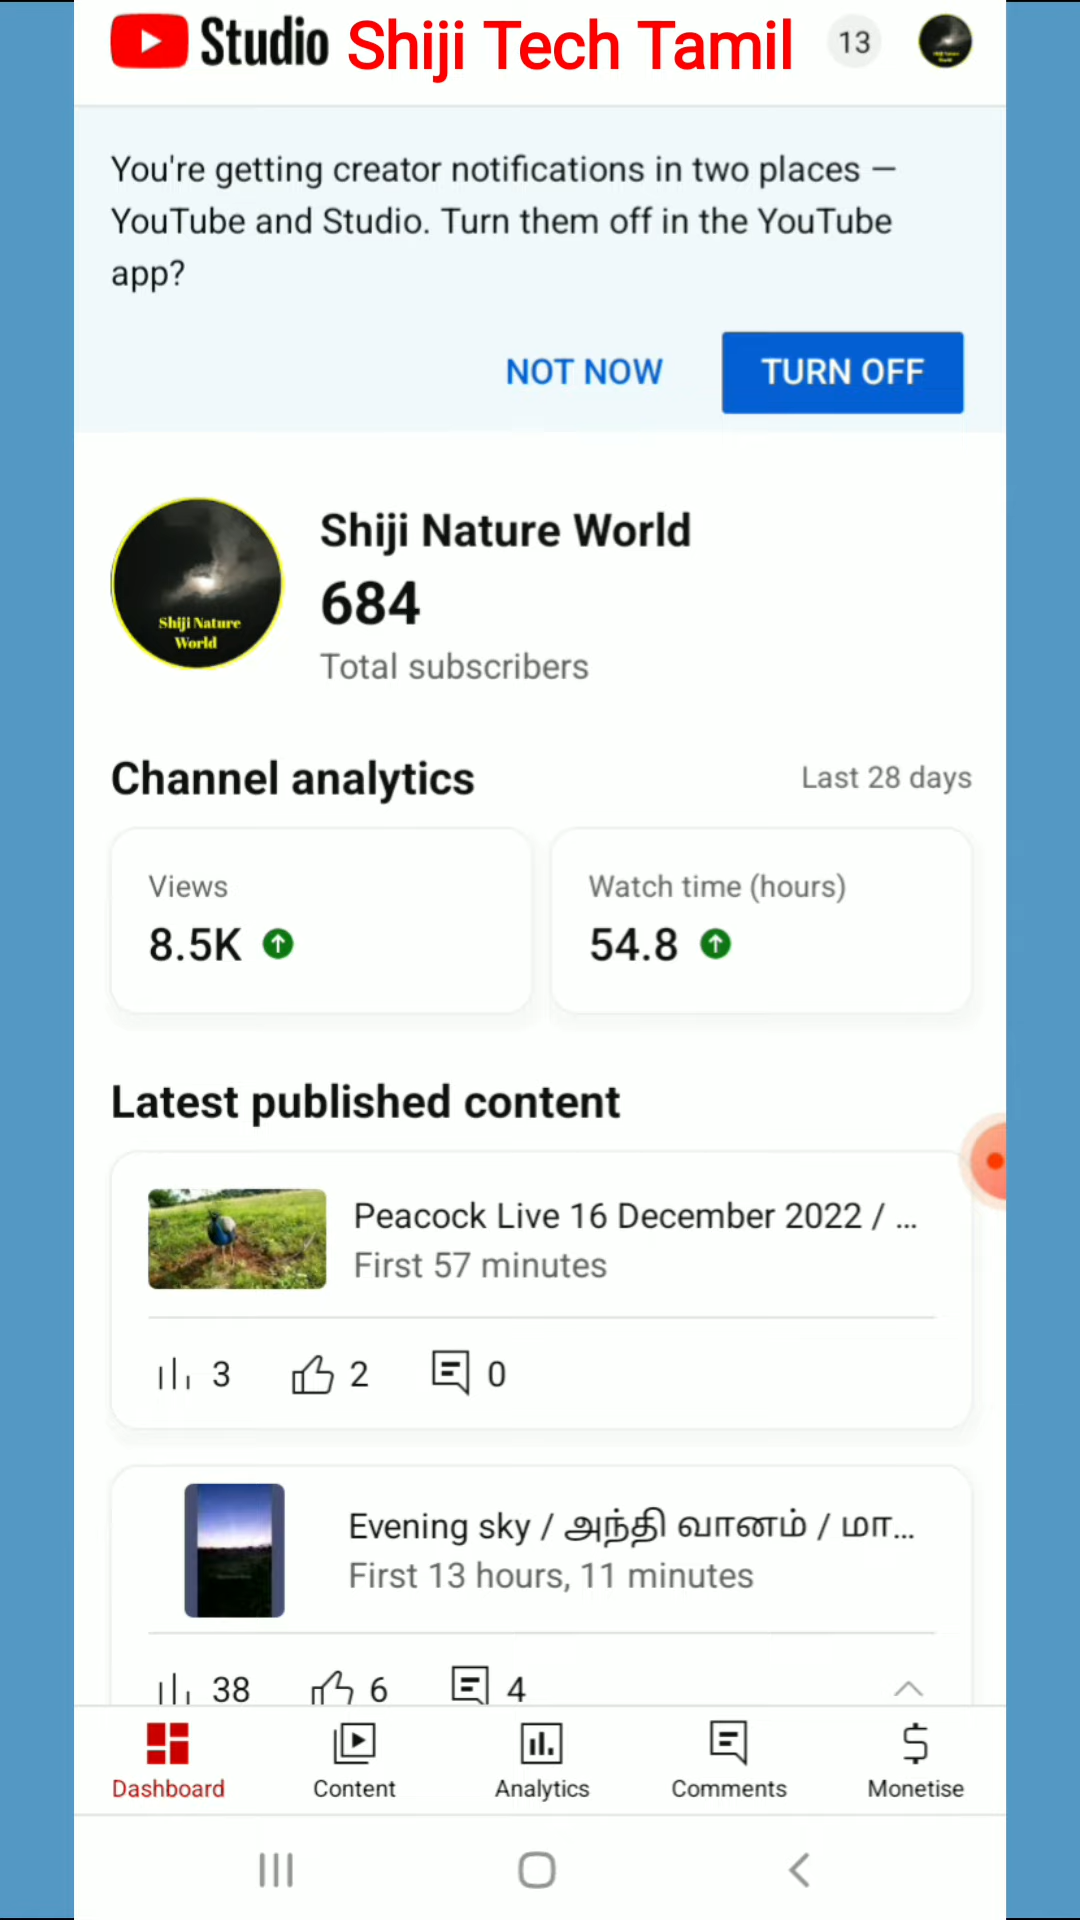 Studio Shiji Tech Tamil 13
You're getting creator notifications in two places —
YouTube and Studio. Turn them off in the YouTube
app?
NOT NOW TURN OFF
Shiji Nature
World
Shiji Nature World
684
Total subscribers
Channel analytics Last 28 days
Views
8.5K
Watch time (hours)
54.8
Latest published content
Peacock Live 16 December 2022 / ...
First 57 minutes
3 2 0
Evening sky / அந்தி வானம் / மா...
First 13 hours, 11 minutes
38 6 4
Dashboard Content Analytics Comments Monetise